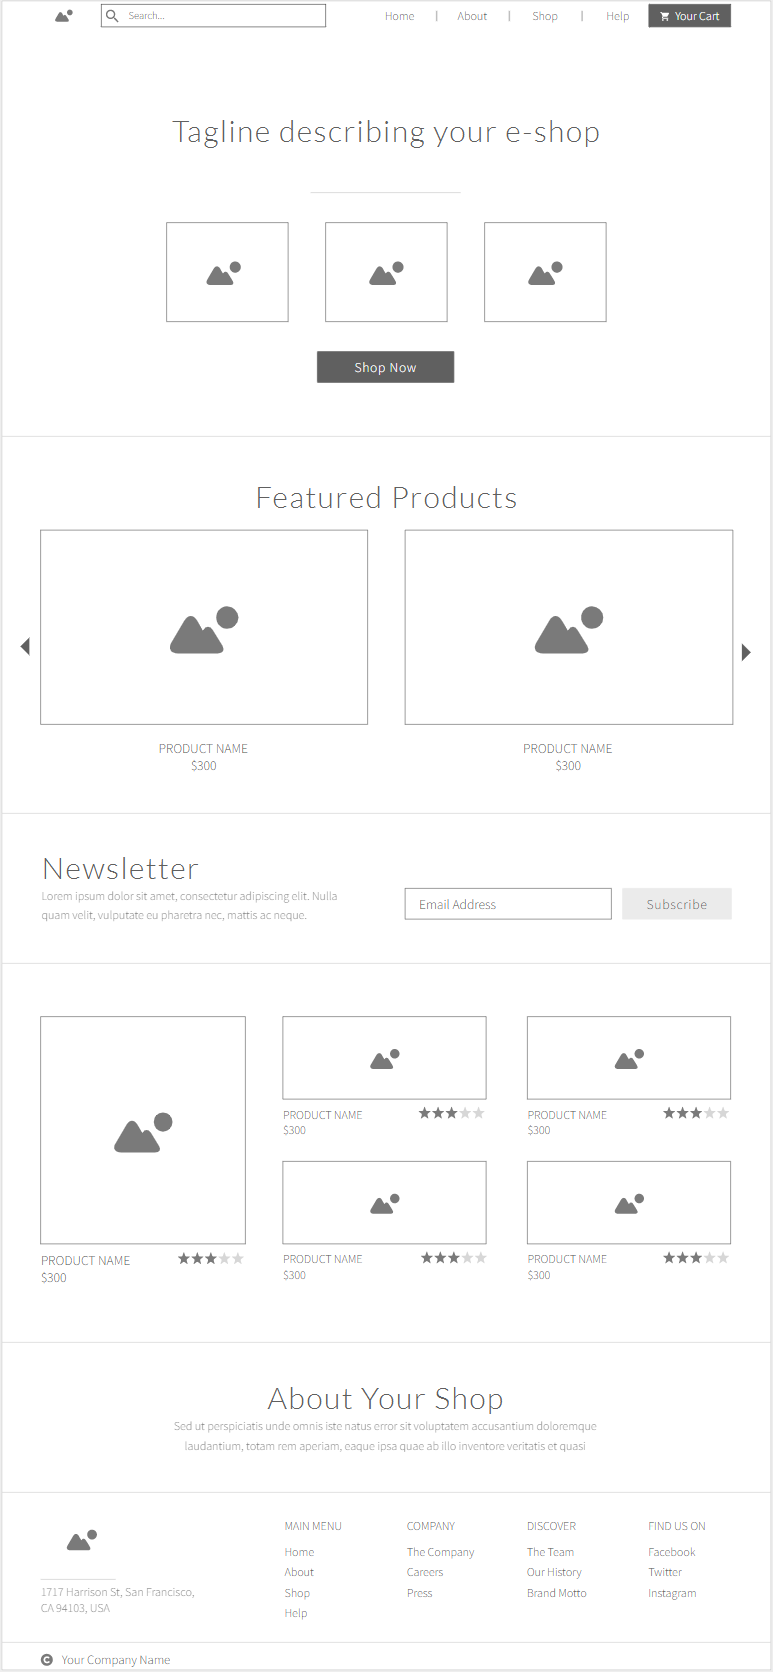 Search...
Home | About | Shop | Help
Your Cart
Tagline describing your e-shop
Shop Now
Featured Products
PRODUCT NAME
$300
PRODUCT NAME
$300
Newsletter
Lorem ipsum dolor sit amet, consectetur adipiscing elit. Nulla
quam velit, vulputate eu pharetra nec, mattis ac neque.
Email Address
Subscribe
PRODUCT NAME
$300
PRODUCT NAME
$300
PRODUCT NAME
$300
PRODUCT NAME
$300
PRODUCT NAME
$300
About Your Shop
Sed ut perspiciatis unde omnis iste natus error sit voluptatem accusantium doloremque
laudantium, totam rem aperiam, eaque ipsa quae ab illo inventore veritatis et quasi
1717 Harrison St, San Francisco,
CA 94103, USA
MAIN MENU
Home
About
Shop
Help
COMPANY
The Company
Careers
Press
DISCOVER
The Team
Our History
Brand Motto
FIND US ON
Facebook
Twitter
Instagram
© Your Company Name